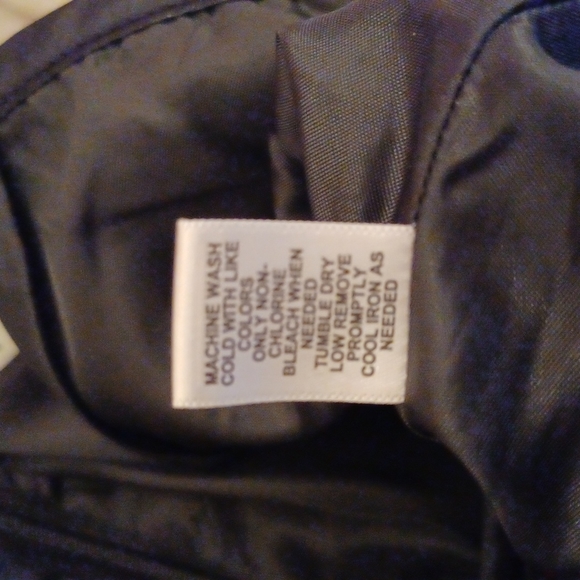 MACHINE WASH
COLD WITH LIKE
COLORS
ONLY NON-
CHLORINE
BLEACH WHEN
NEEDED
TUMBLE DRY
LOW REMOVE
PROMPTLY
COOL IRON AS
NEEDED